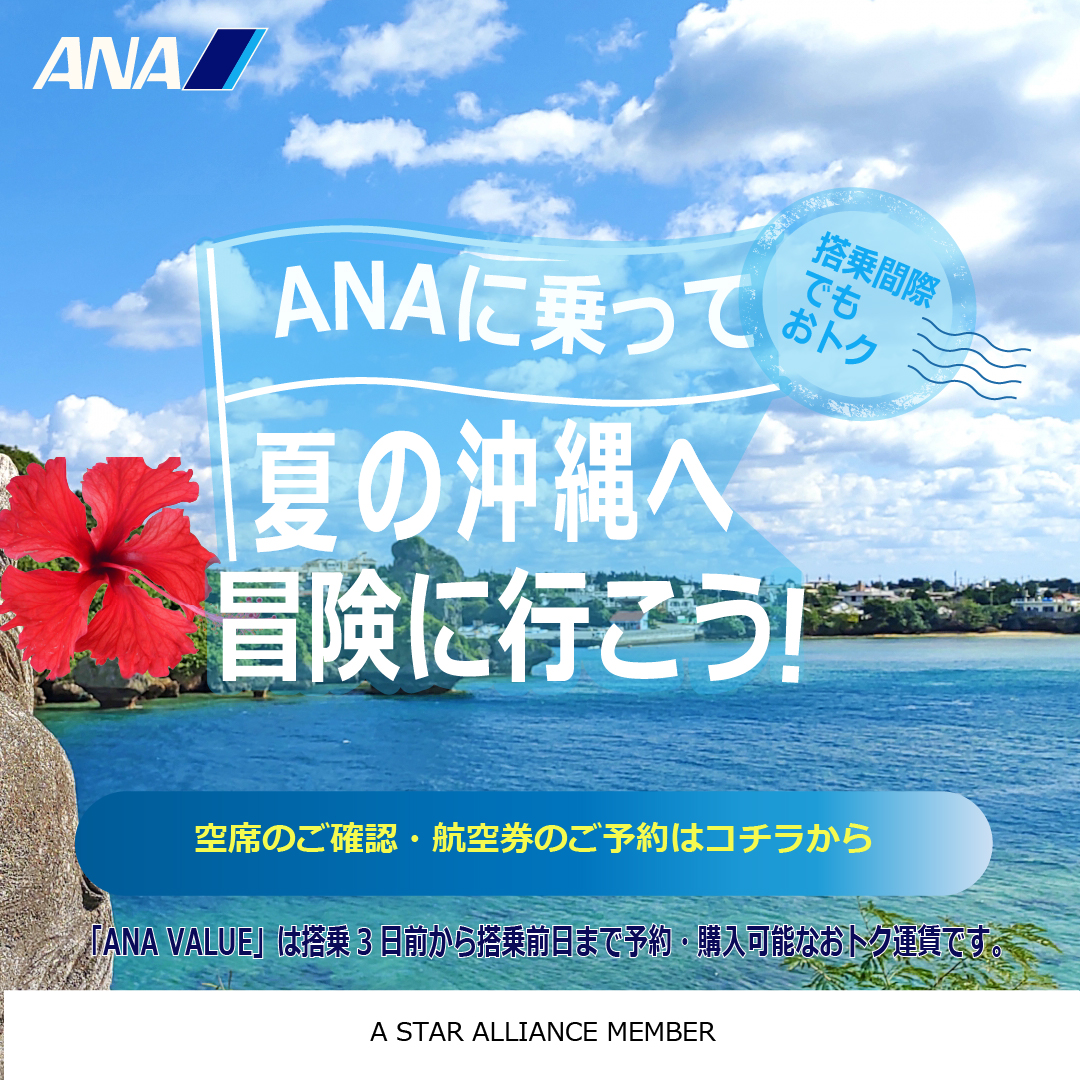 ANA
ANAに乗って
搭乗間際
でも
おトク
夏の沖縄へ
冒険に行こう!
空席のご確認・航空券のご予約はコチラから
「ANA VALUE」は搭乗3日前から搭乗前日まで予約・購入可能なおトク運賃です。
A STAR ALLIANCE MEMBER